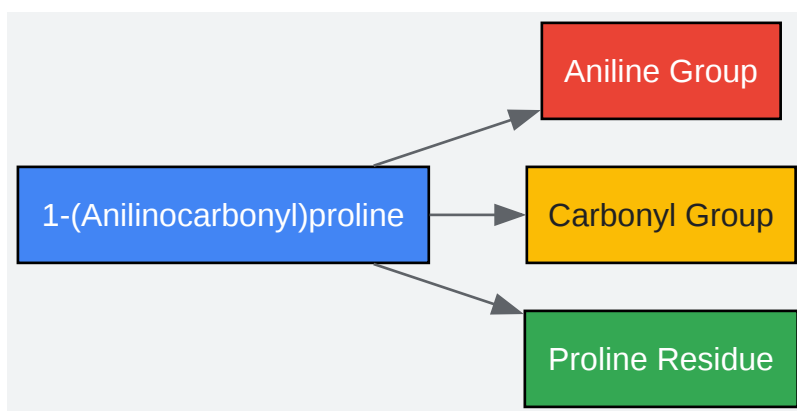 Aniline Group
1-(Anilinocarbonyl)proline
Carbonyl Group
Proline Residue